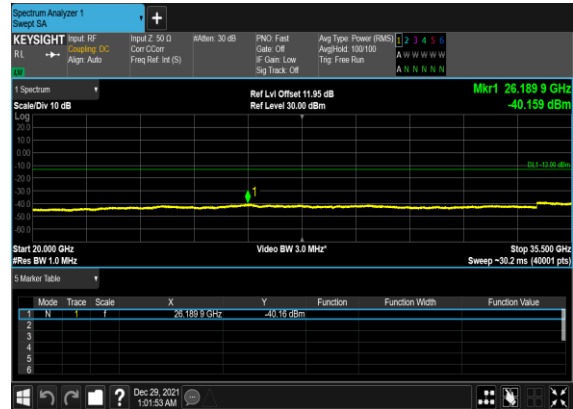 Spectrum Analyzer 1
Swept SA
+
KEYSIGHT Input: RF Input Z: 50 Ω #Atten: 30 dB PNO: Fast Avg Type: Power (RMS) 1 2 3 4 5 6
RL Coupling: DC Corr CCorr Gate: Off Avg|Hold: 100/100 A W W W W W
Align: Auto Freq Ref: Int (S) IF Gain: Low Trig: Free Run
Sig Track: Off A N N N N N
1 Spectrum Ref Lvl Offset 11.95 dB Mkr1 26.189 9 GHz
Scale/Div 10 dB Ref Level 30.00 dBm -40.159 dBm
Log
20.0
10.0
0.00
-10.0
DL1 -13.00 dBm
-20.0
-30.0
1
-40.0
-50.0
-60.0
Start 20.000 GHz Video BW 3.0 MHz* Stop 35.500 GHz
#Res BW 1.0 MHz Sweep ~30.2 ms (40001 pts)
5 Marker Table
Mode Trace Scale X Y Function Function Width Function Value
1 N 1 f 26.189 9 GHz -40.16 dBm
2
3
4
5
6
? Dec 29, 2021
1:01:53 AM